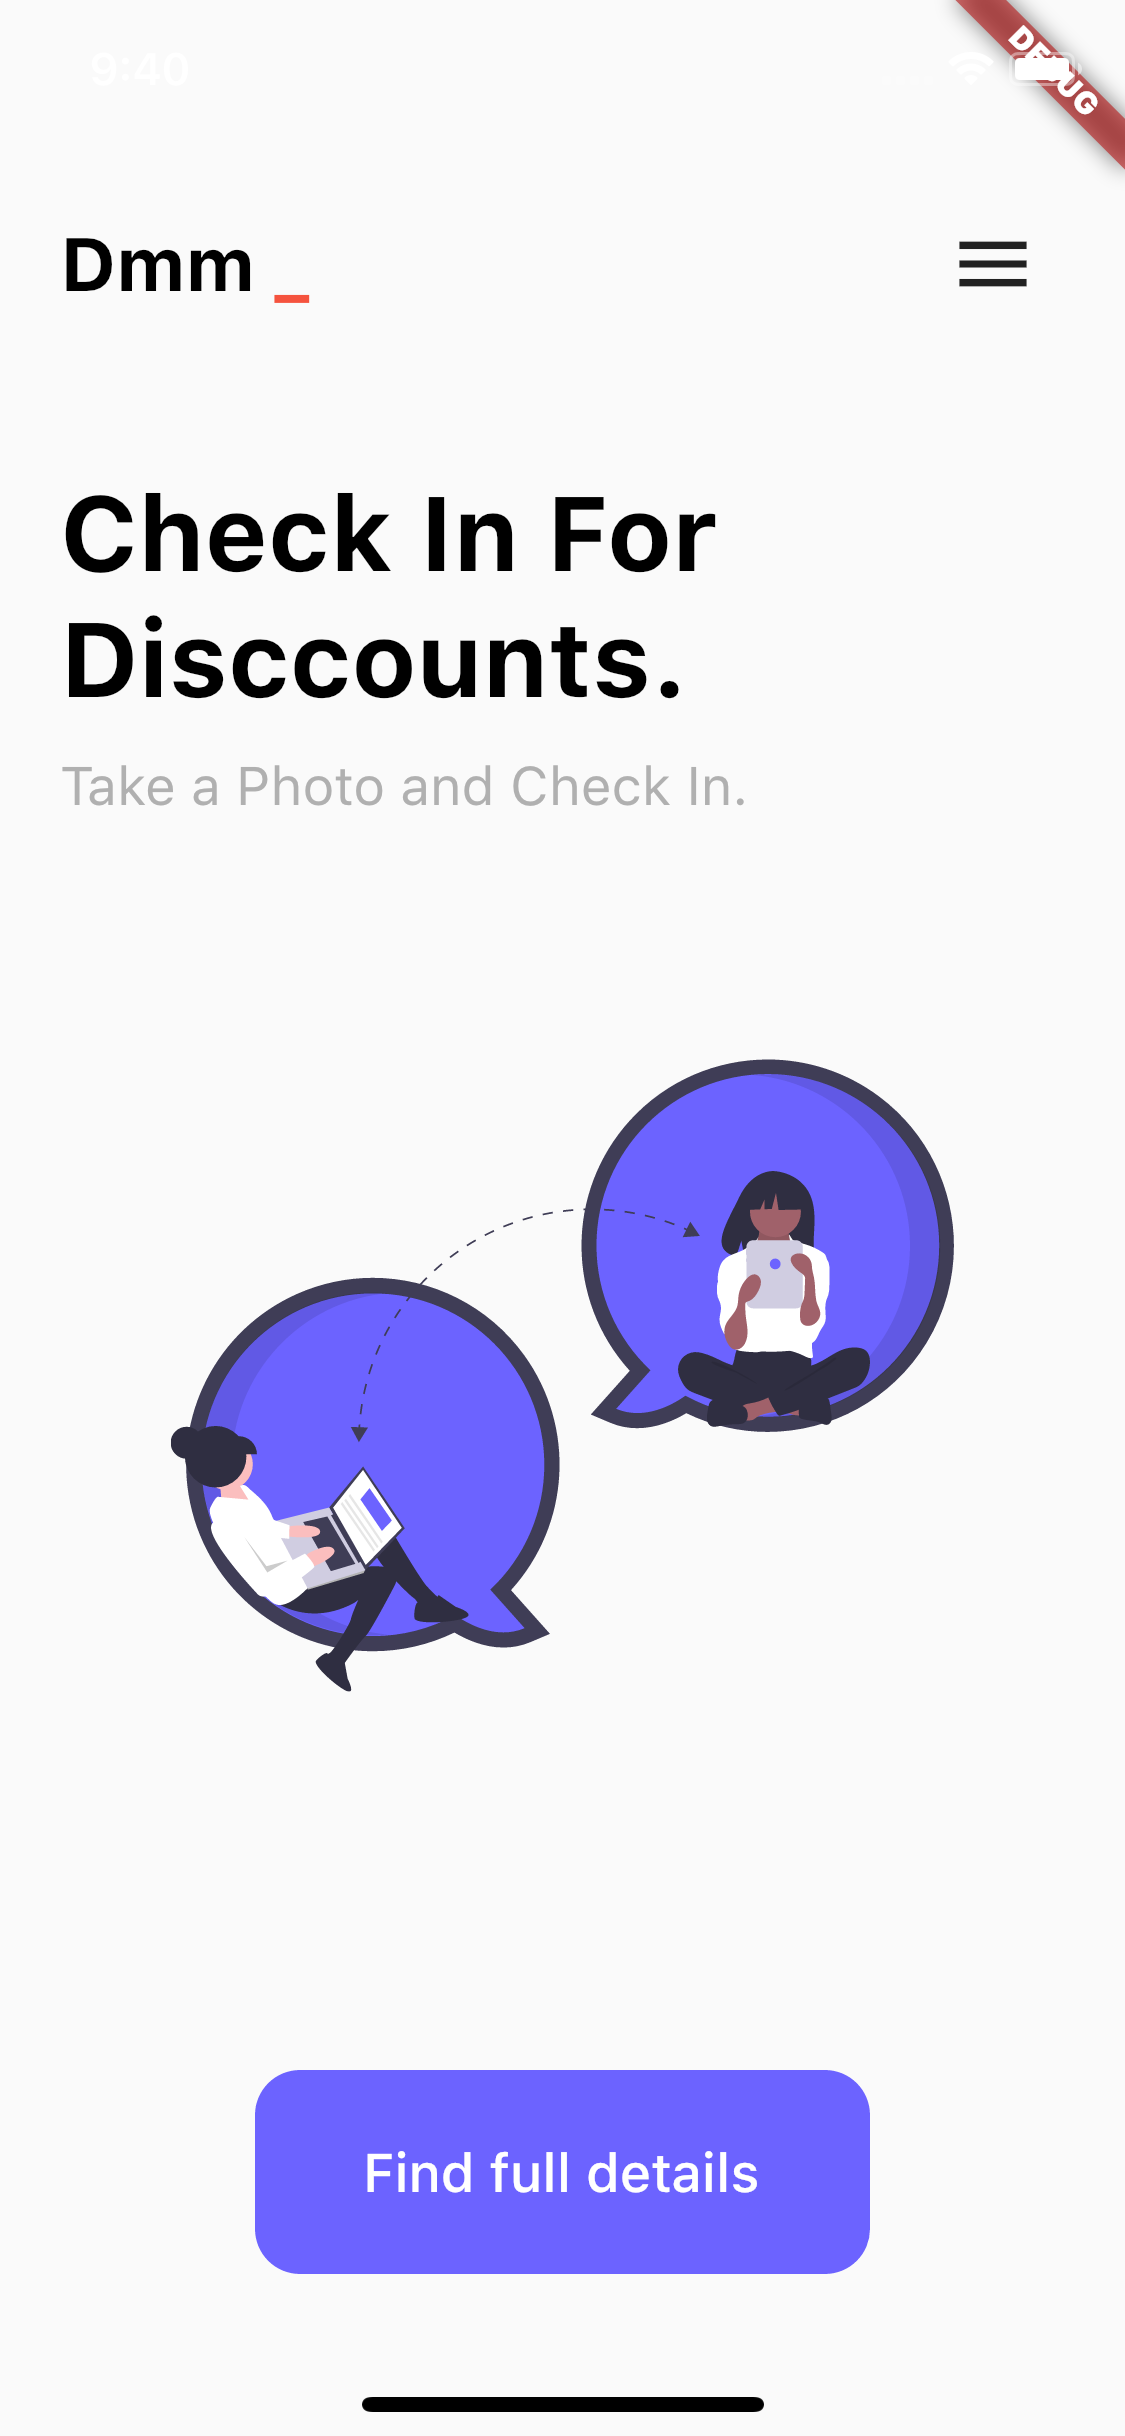 9:40
DEBUG
Dmm _
Check In For
Disccounts.
Take a Photo and Check In.
Find full details